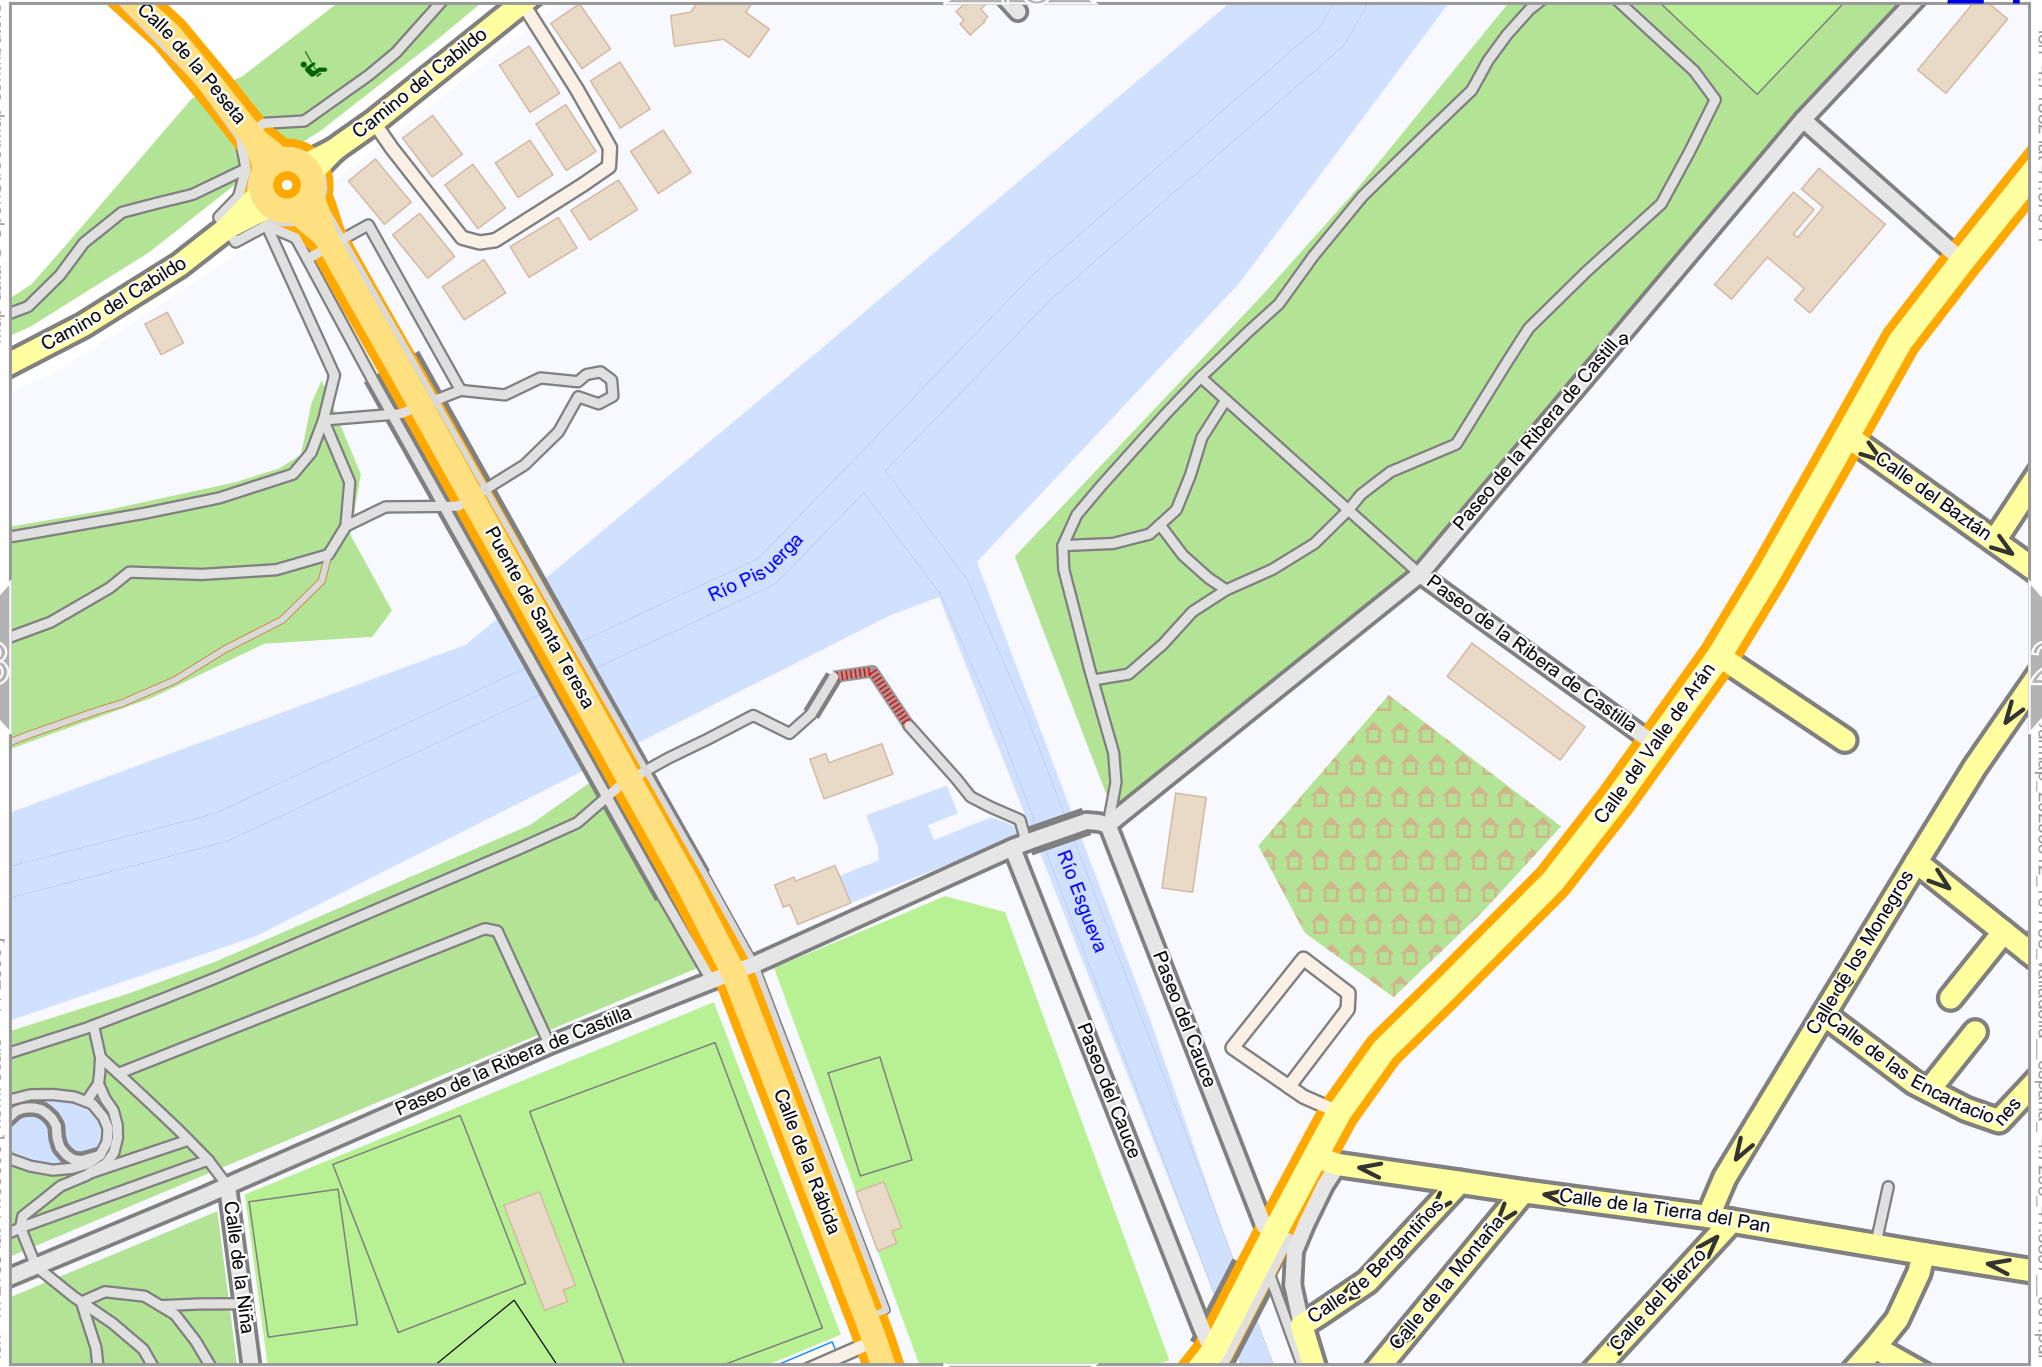 Calle de la Peseta
Camino del Cabildo
Camino del Cabildo
Puente de Santa Teresa
Río Pisuerga
Paseo de la Ribera de Castilla
Paseo de la Ribera de Castilla
Calle del Valle de Arán
Calle del Baztán
Río Esgueva
Paseo del Cauce
Paseo del Cauce
Paseo de la Ribera de Castilla
Calle de la Rábida
Calle de la Niña
Calle de los Monegros
Calle de las Encartaciones
Calle de la Tierra del Pan
Calle de Bergantiños
Calle de la Montaña
Calle del Bierzo